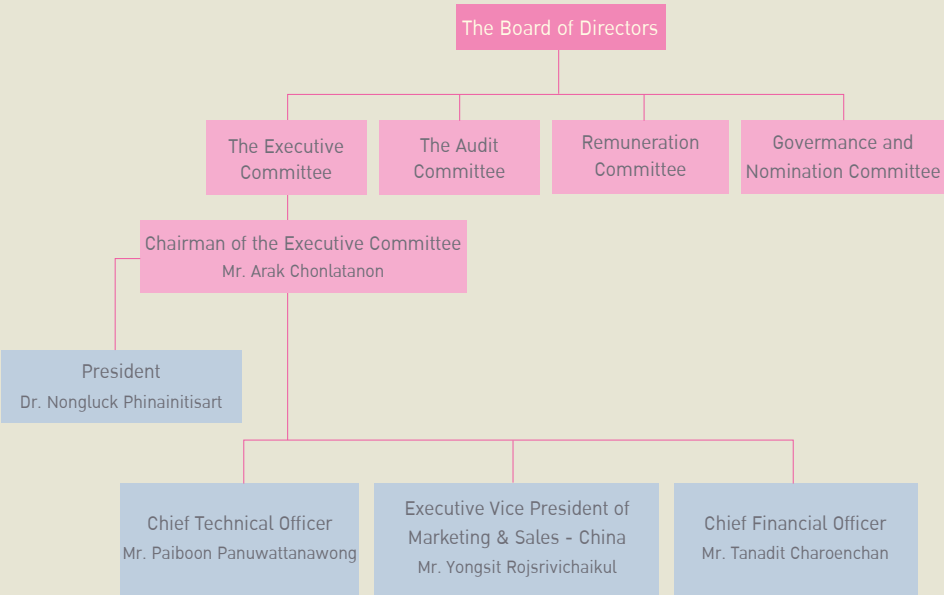 The Board of Directors
The Executive
Committee
The Audit
Committee
Remuneration
Committee
Govermance and
Nomination Committee
Chairman of the Executive Committee
Mr. Arak Chonlatanon
President
Dr. Nongluck Phinainitisart
Chief Technical Officer
Mr. Paiboon Panuwattanawong
Executive Vice President of
Marketing & Sales - China
Mr. Yongsit Rojsrivichaikul
Chief Financial Officer
Mr. Tanadit Charoenchan